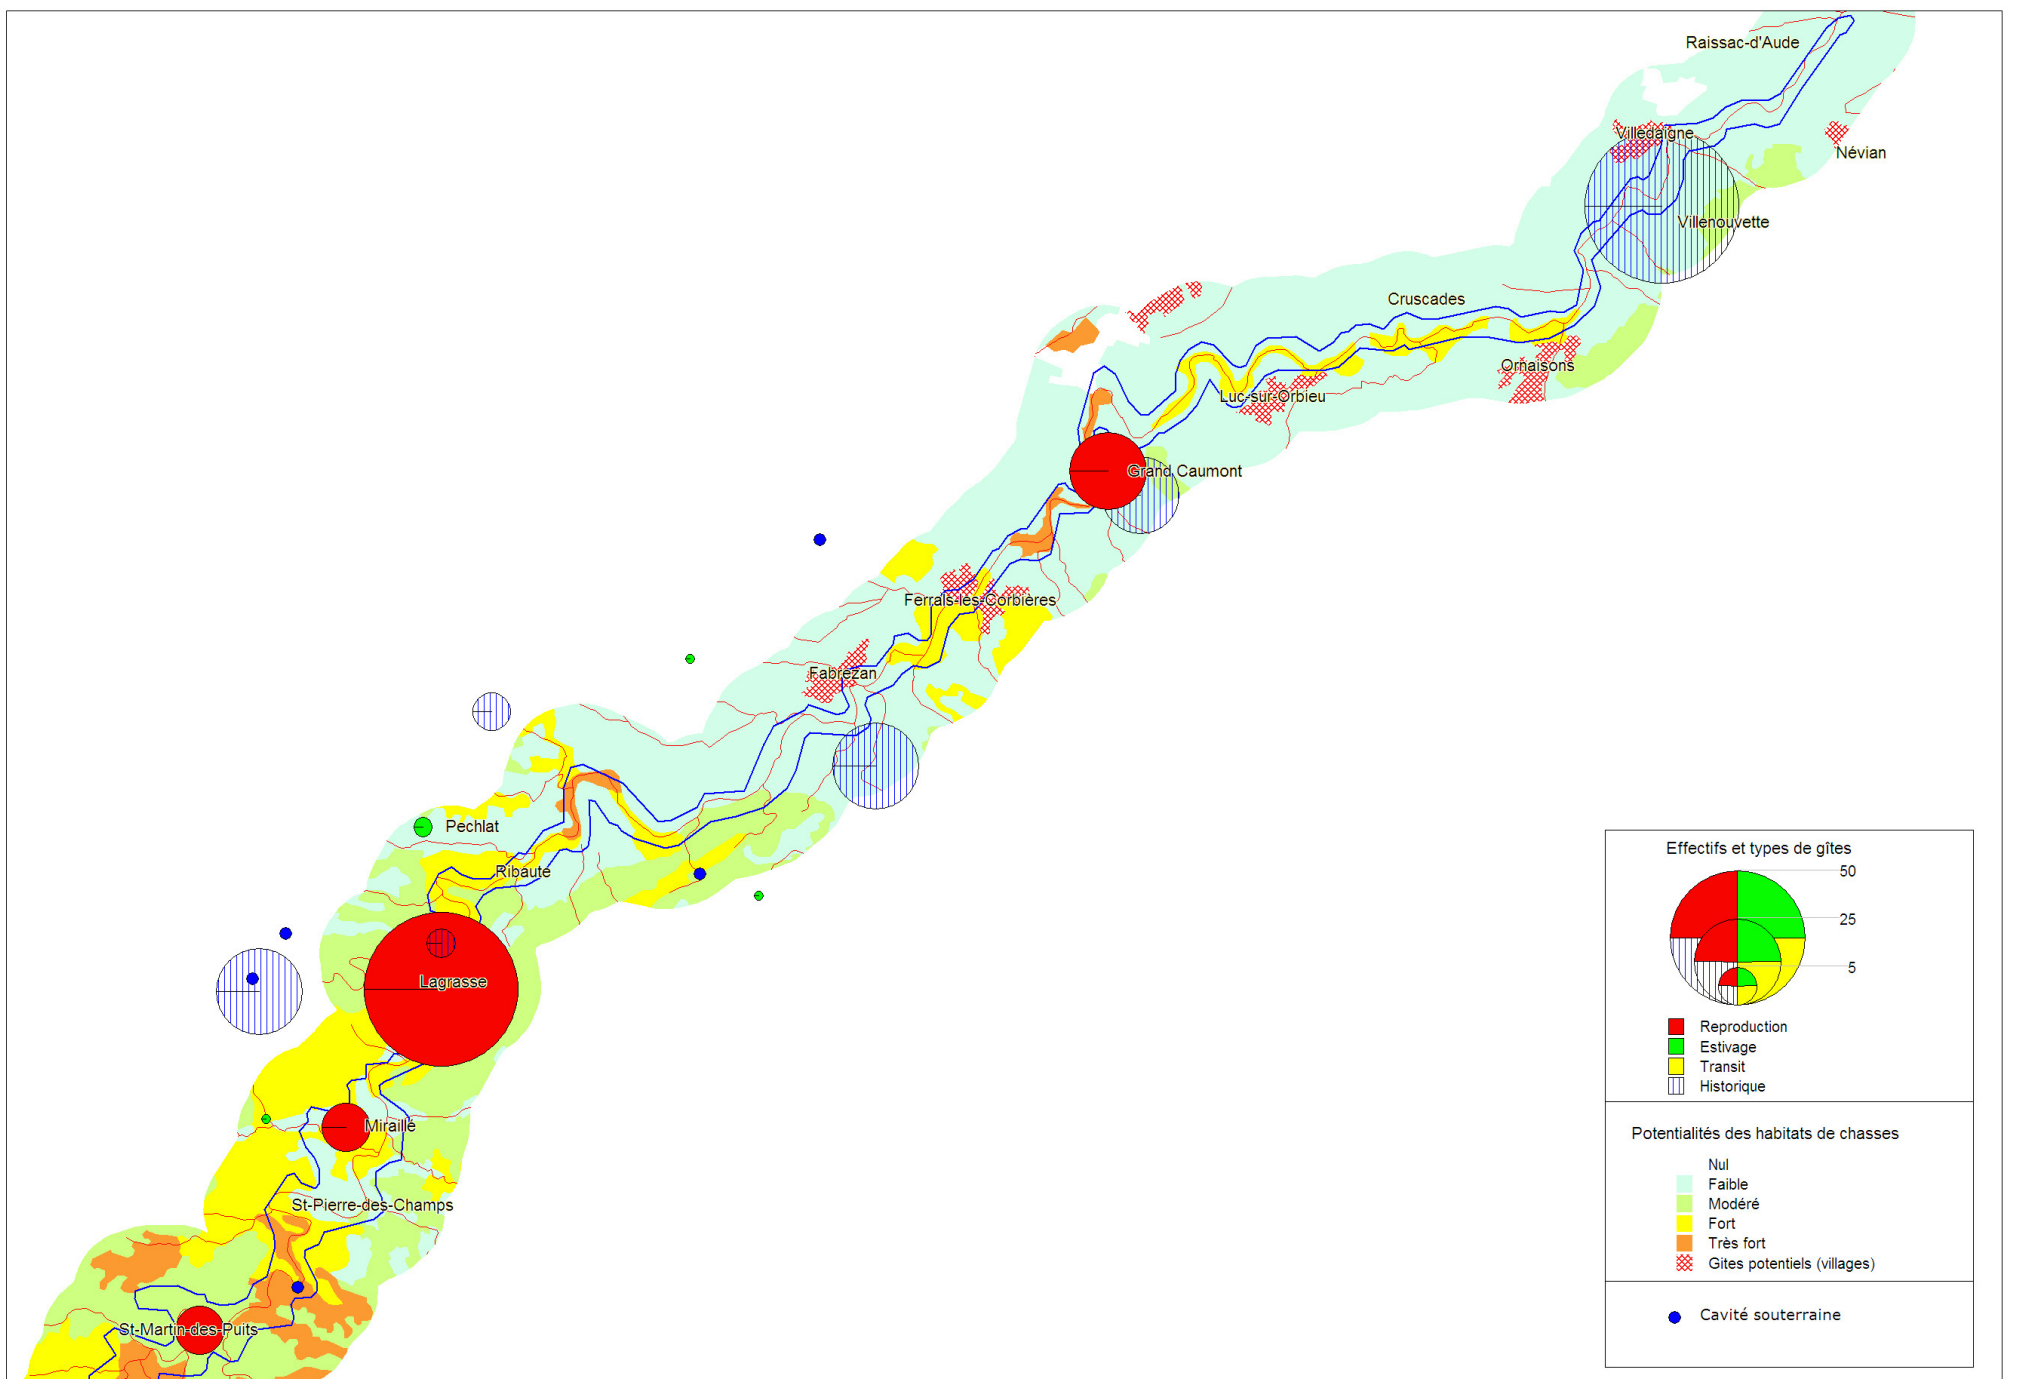 Raissac-d'Aude
Villedaigne
Névian
Villenouvette
Cruscades
Ornaisons
Luc-sur-Orbieu
Grand Caumont
Ferrals-les-Corbières
Fabrezan
Pechlat
Ribaute
Lagrasse
Miraillé
St-Pierre-des-Champs
St-Martin-des-Puits
Effectifs et types de gîtes
50
25
5
Reproduction
Estivage
Transit
Historique
Potentialités des habitats de chasses
Nul
Faible
Modéré
Fort
Très fort
Gites potentiels (villages)
Cavité souterraine